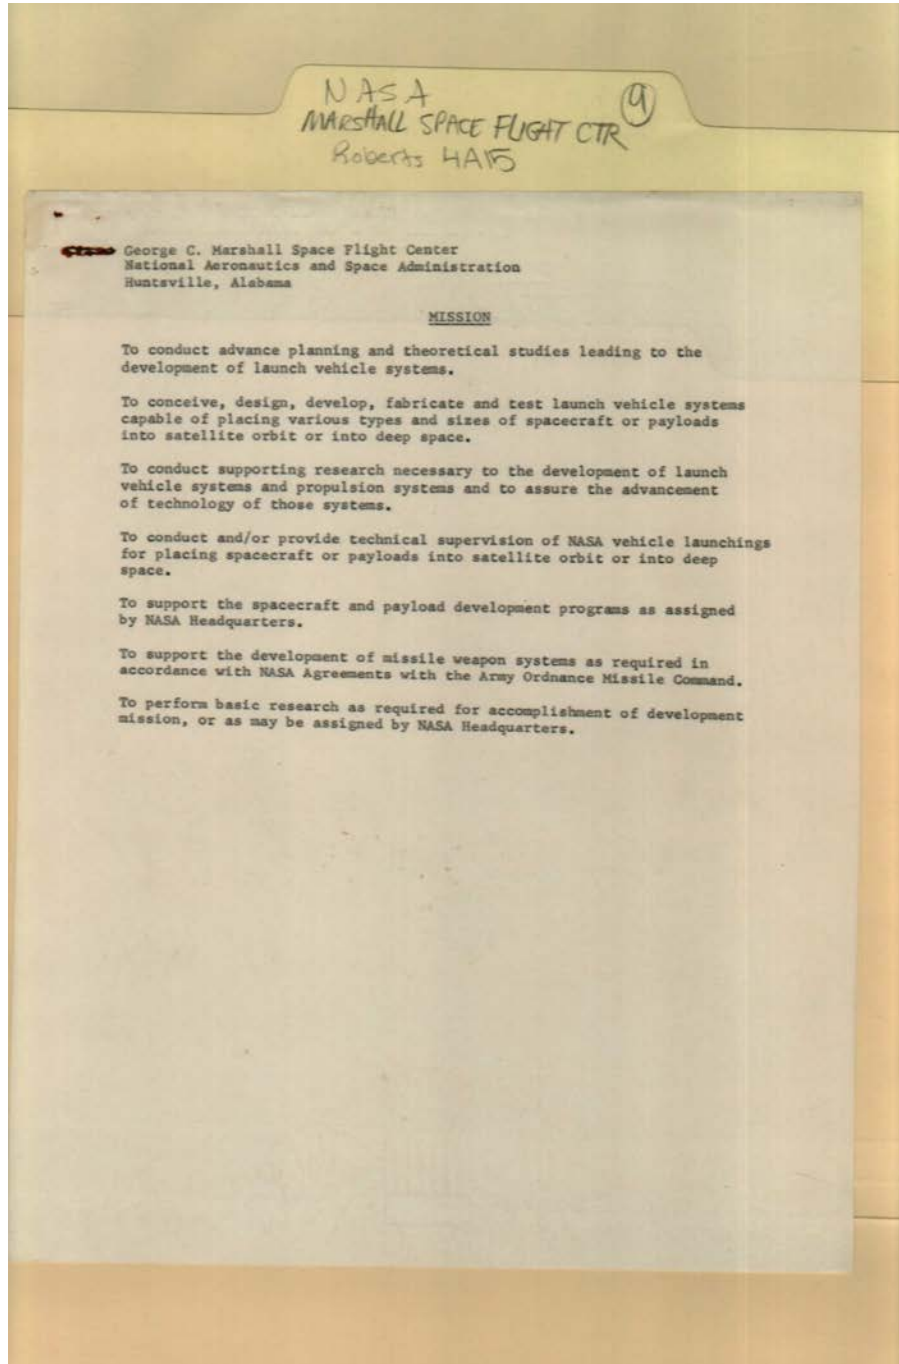 NASA
MARSHALL SPACE FLIGHT CTR
9
Roberts 4A15
George C. Marshall Space Flight Center
National Aeronautics and Space Administration
Huntsville, Alabama
MISSION
To conduct advance planning and theoretical studies leading to the
development of launch vehicle systems.
To conceive, design, develop, fabricate and test launch vehicle systems
capable of placing various types and sizes of spacecraft or payloads
into satellite orbit or into deep space.
To conduct supporting research necessary to the development of launch
vehicle systems and propulsion systems and to assure the advancement
of technology of those systems.
To conduct and/or provide technical supervision of NASA vehicle launchings
for placing spacecraft or payloads into satellite orbit or into deep
space.
To support the spacecraft and payload development programs as assigned
by NASA Headquarters.
To support the development of missile weapon systems as required in
accordance with NASA Agreements with the Army Ordnance Missile Command.
To perform basic research as required for accomplishment of development
mission, or as may be assigned by NASA Headquarters.